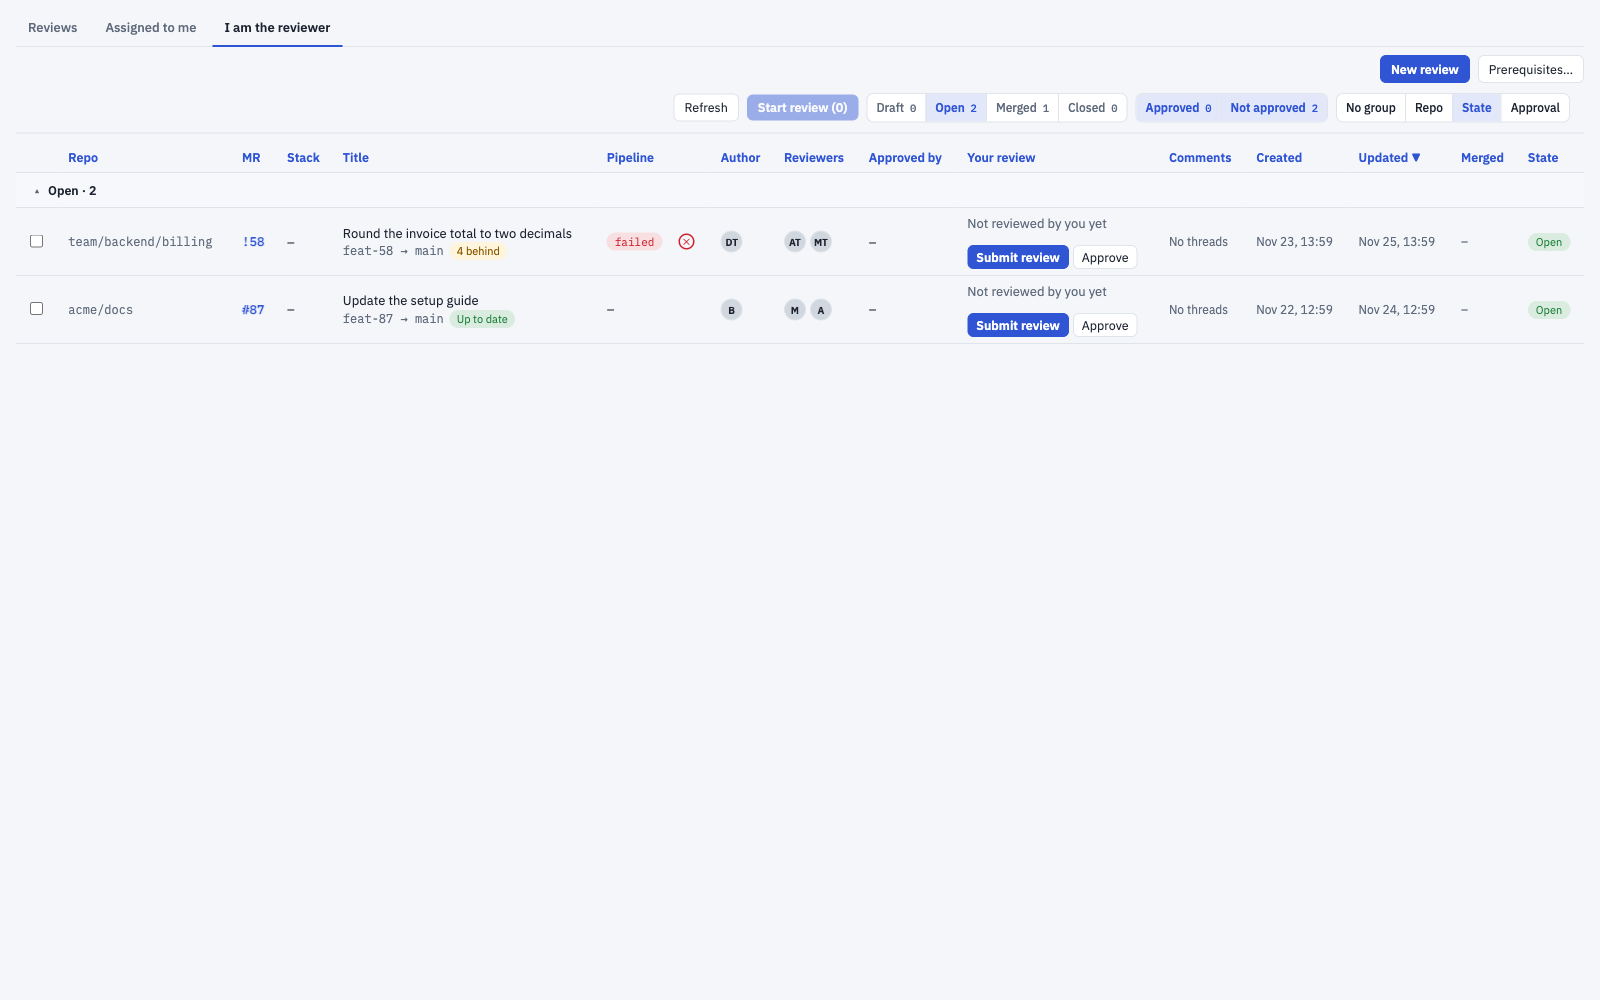 Reviews Assigned to me I am the reviewer
New review Prerequisites...
Refresh Start review (0) Draft 0 Open 2 Merged 1 Closed 0 Approved 0 Not approved 2 No group Repo State Approval
Repo MR Stack Title Pipeline Author Reviewers Approved by Your review Comments Created Updated ▼ Merged State
▲ Open · 2
Not reviewed by you yet
Round the invoice total to two decimals
team/backend/billing !58 – failed DT AT MT – No threads Nov 23, 13:59 Nov 25, 13:59 – Open
feat-58 → main 4 behind
Submit review Approve
Not reviewed by you yet
Update the setup guide
acme/docs #87 – – B M A – No threads Nov 22, 12:59 Nov 24, 12:59 – Open
feat-87 → main Up to date
Submit review Approve